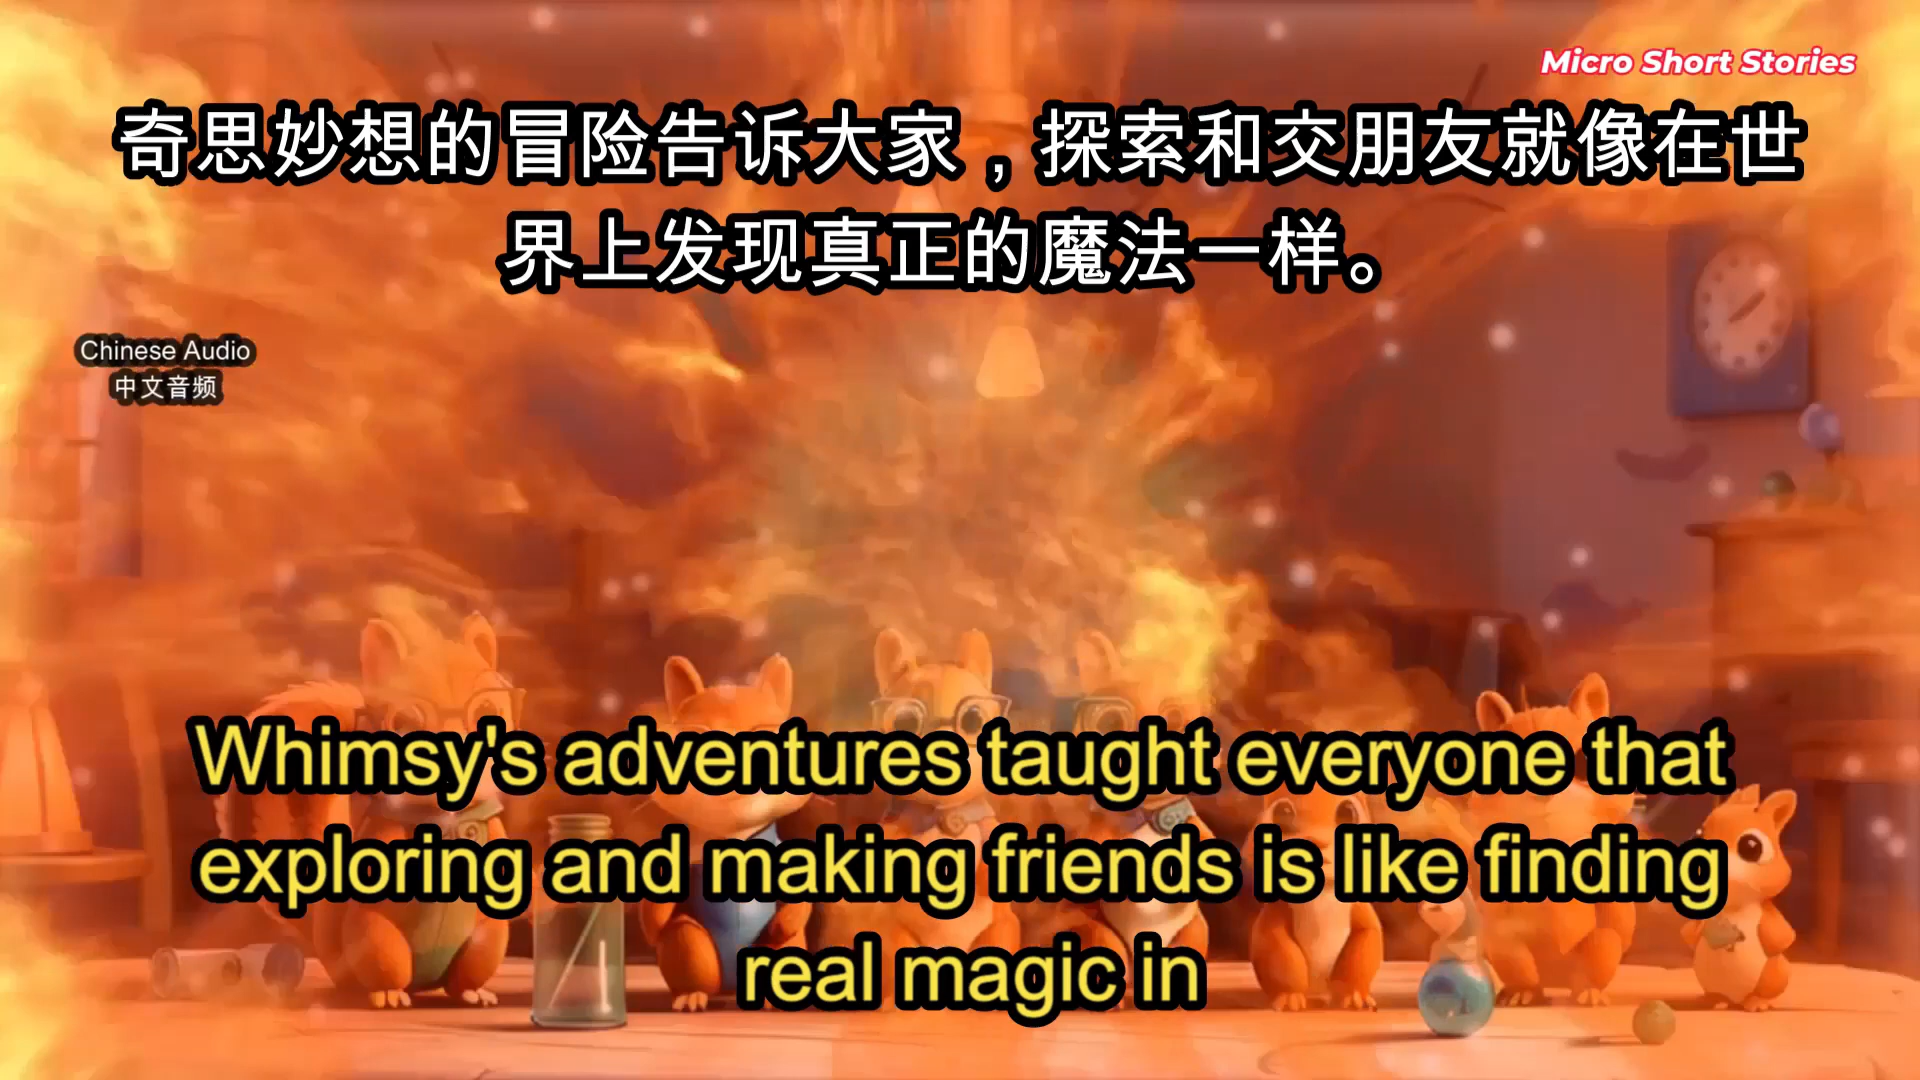 Micro Short Stories
奇思妙想的冒险告诉大家，探索和交朋友就像在世
界上发现真正的魔法一样。
Chinese Audio
中文音频
Whimsy's adventures taught everyone that
exploring and making friends is like finding
real magic in